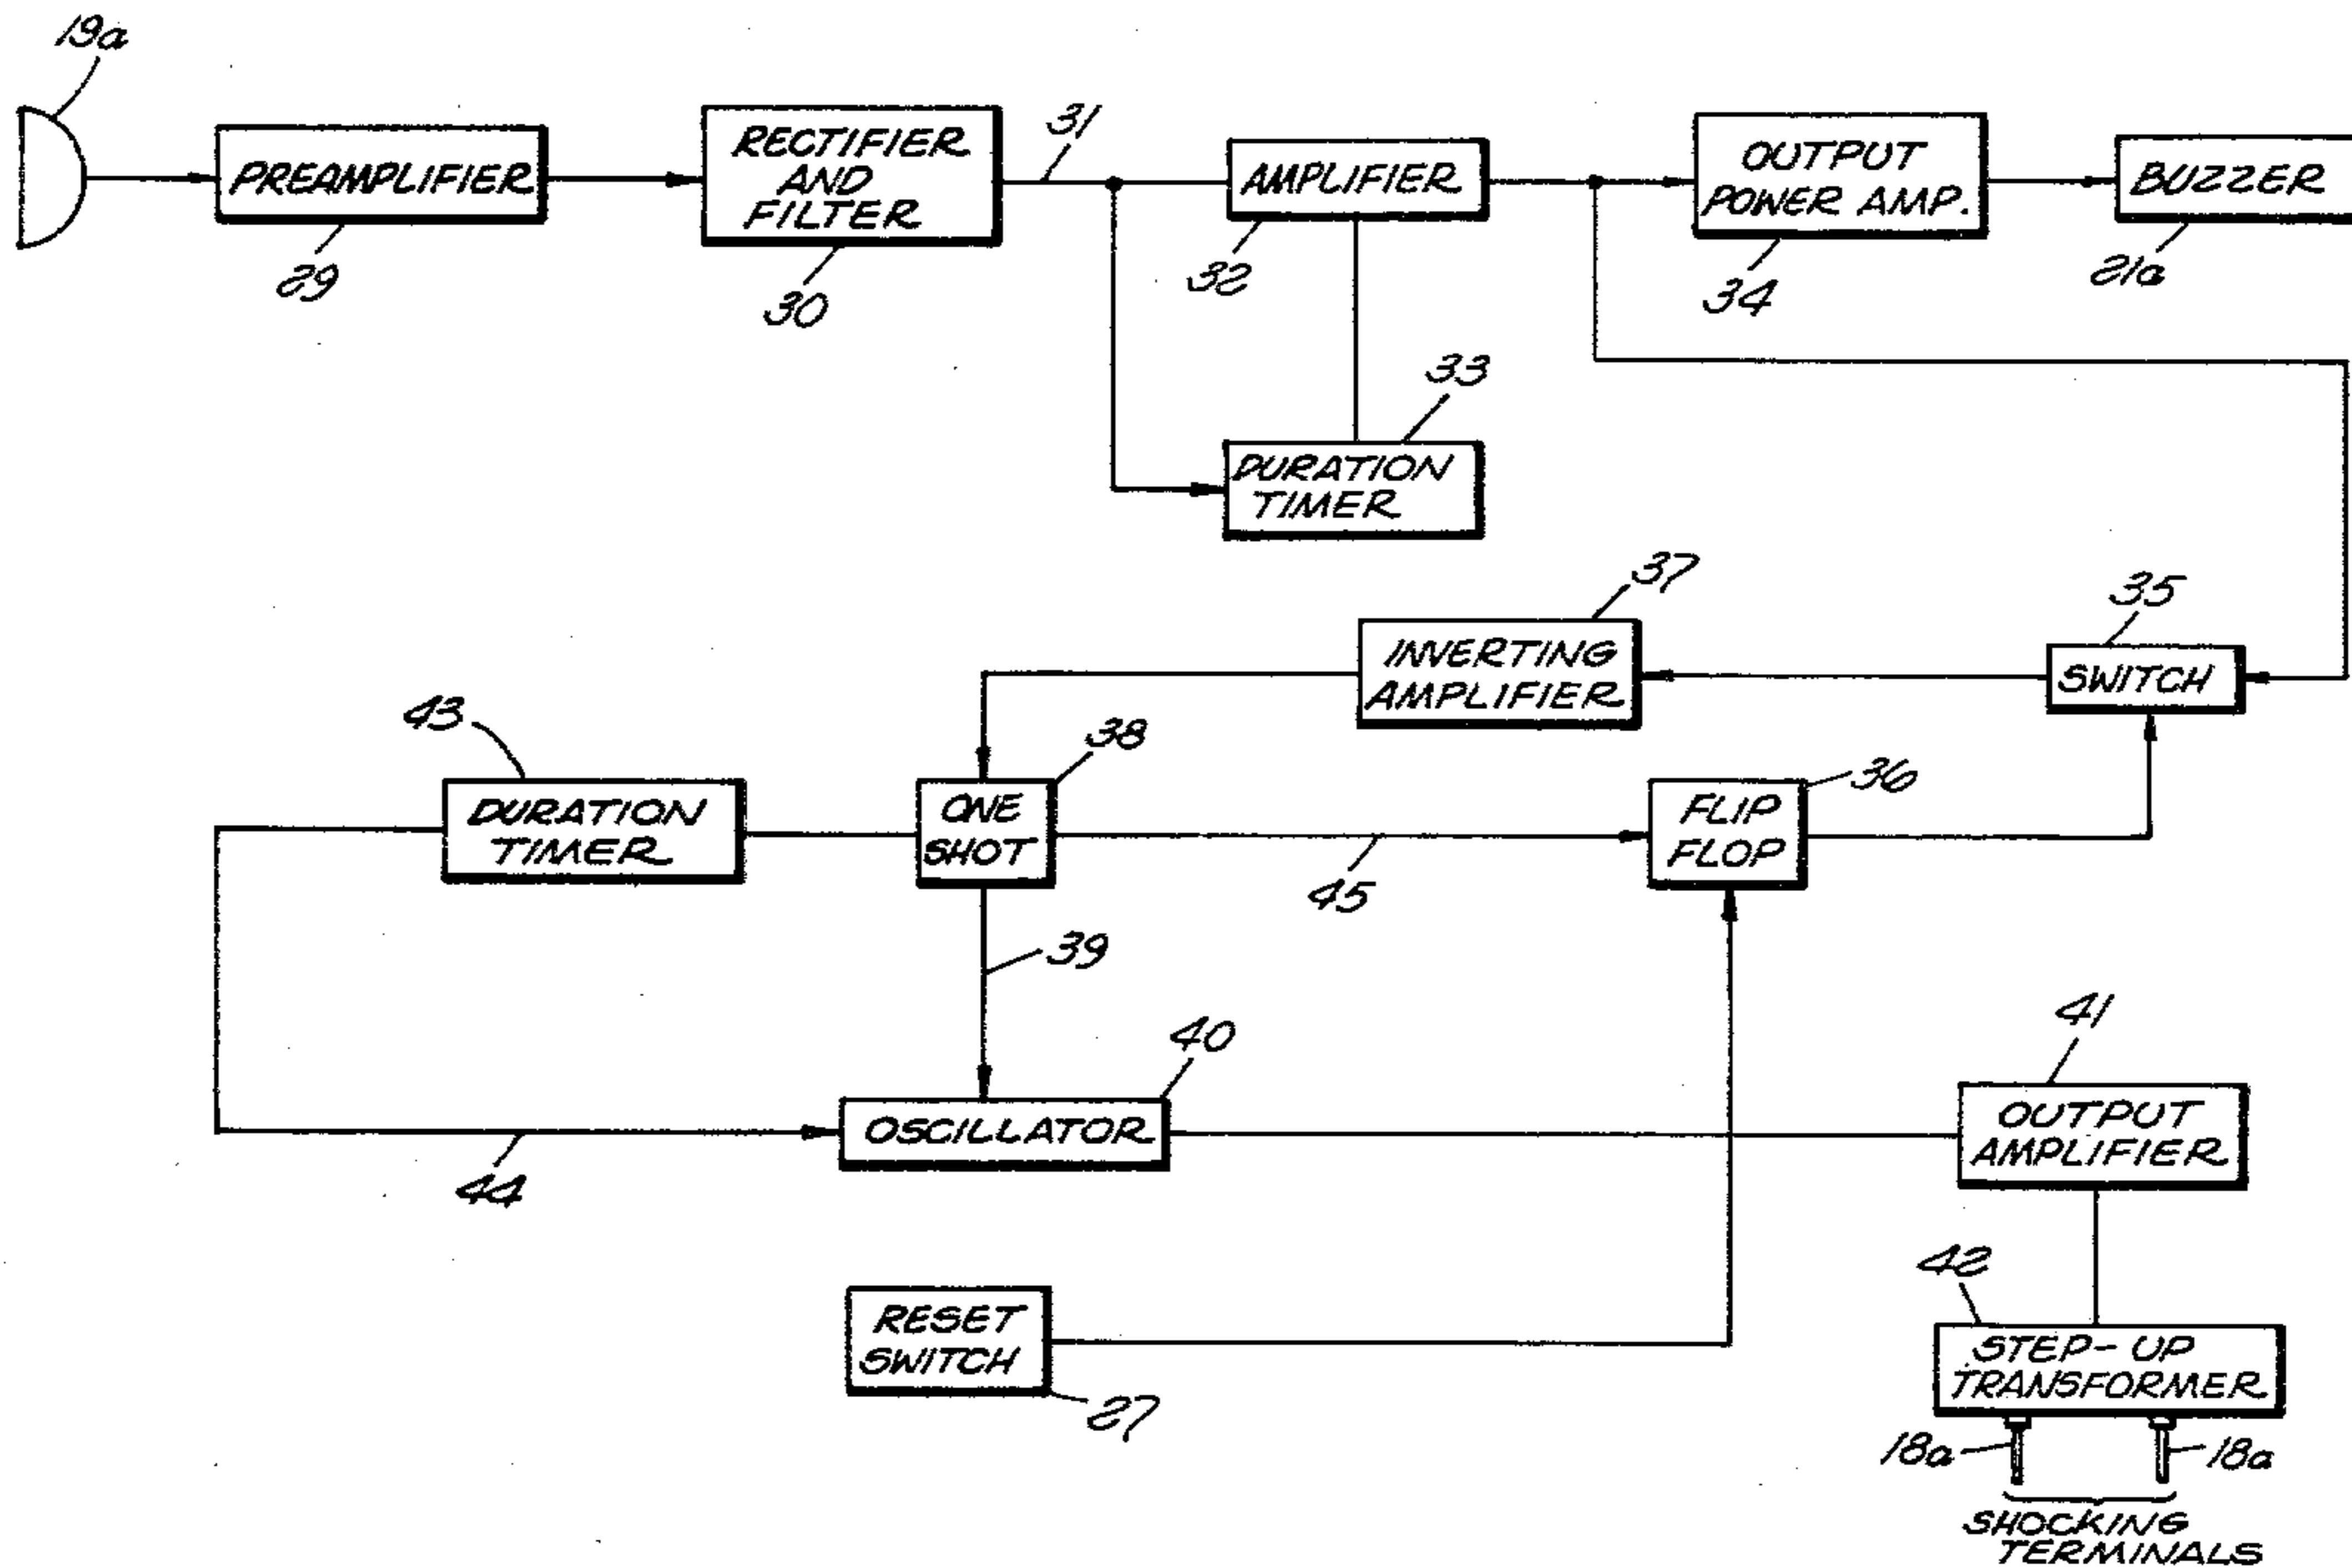 19a
PREAMPLIFIER
29
RECTIFIER
AND
FILTER
30
31
AMPLIFIER
32
OUTPUT
POWER AMP.
34
BUZZER
21a
DURATION
TIMER
33
INVERTING
AMPLIFIER
37
SWITCH
35
43
DURATION
TIMER
ONE
SHOT
38
45
FLIP
FLOP
36
39
44
OSCILLATOR
40
OUTPUT
AMPLIFIER
41
RESET
SWITCH
27
42
STEP-UP
TRANSFORMER
18a
18a
SHOCKING
TERMINALS